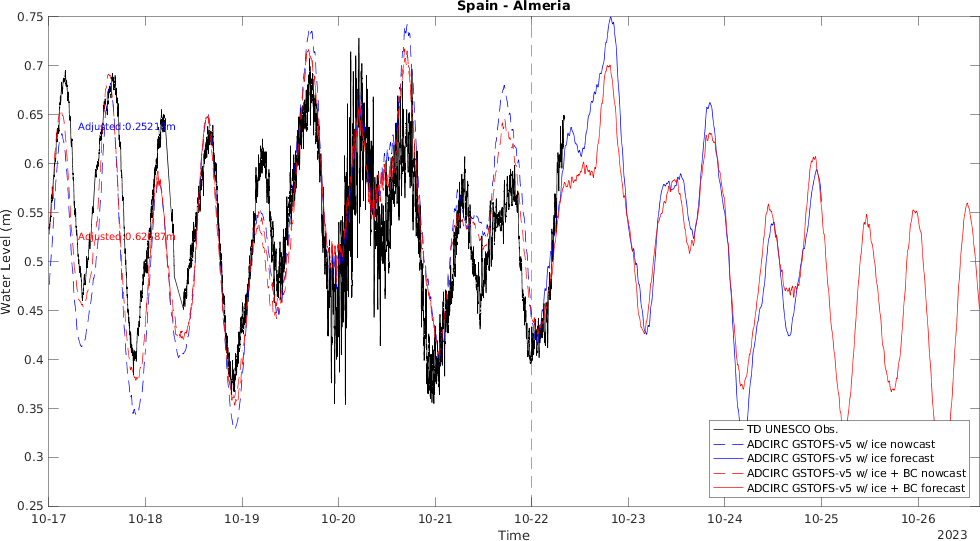 Spain - Almeria
0.75
0.7
0.65
0.6
0.55
0.5
0.45
0.4
0.35
0.3
0.25
Water Level (m)
10-17
10-18
10-19
10-20
10-21
10-22
10-23
10-24
10-25
10-26
Time
2023
TD UNESCO Obs.
ADCIRC GSTOFS-v5 w/ ice nowcast
ADCIRC GSTOFS-v5 w/ ice forecast
ADCIRC GSTOFS-v5 w/ ice + BC nowcast
ADCIRC GSTOFS-v5 w/ ice + BC forecast